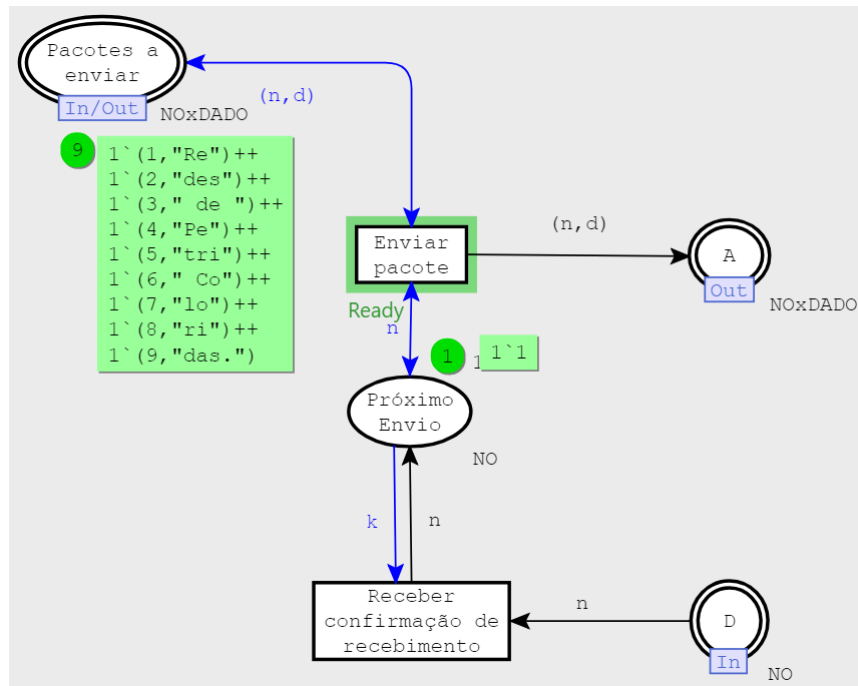 Pacotes a
enviar
In/Out
NOxDADO
(n,d)
9
1`(1,"Re")++
1`(2,"des")++
1`(3," de ")++
1`(4,"Pe")++
1`(5,"tri")++
1`(6," Co")++
1`(7,"lo")++
1`(8,"ri")++
1`(9,"das.")
Enviar
pacote
Ready
(n,d)
A
Out
NOxDADO
n
1
1`1
Próximo
Envio
NO
k
n
Receber
confirmação de
recebimento
n
D
In
NO